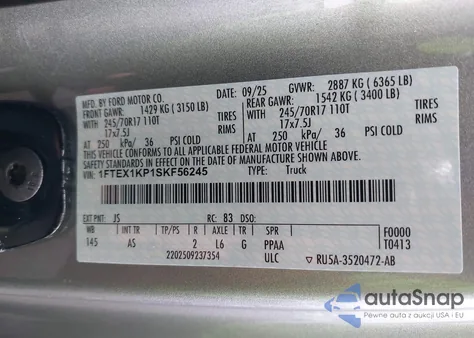 MFD. BY FORD MOTOR CO.
DATE: 09/25 GVWR: 2887 KG ( 6365 LB)
FRONT GAWR: 1429 KG ( 3150 LB) REAR GAWR: 1542 KG ( 3400 LB)
WITH 245/70R17 110T TIRES WITH 245/70R17 110T TIRES
17x7.5J RIMS 17x7.5J RIMS
AT 250 kPa/ 36 PSI COLD AT 250 kPa/ 36 PSI COLD
THIS VEHICLE CONFORMS TO ALL APPLICABLE FEDERAL MOTOR VEHICLE
SAFETY AND THEFT PREVENTION STANDARDS IN EFFECT ON THE DATE OF MANUFACTURE SHOWN ABOVE.
VIN: 1FTEX1KP1SKF56245 TYPE: Truck
EXT PNT: JS RC: 83 DSO: F0000
WB INT TR TP/PS R AXLE TR SPR T0413
145 AS 2 L6 G PPAA
2202509237354 ULC ▽ RU5A-3520472-AB
autoSnap
Pewne auta z USA i EU